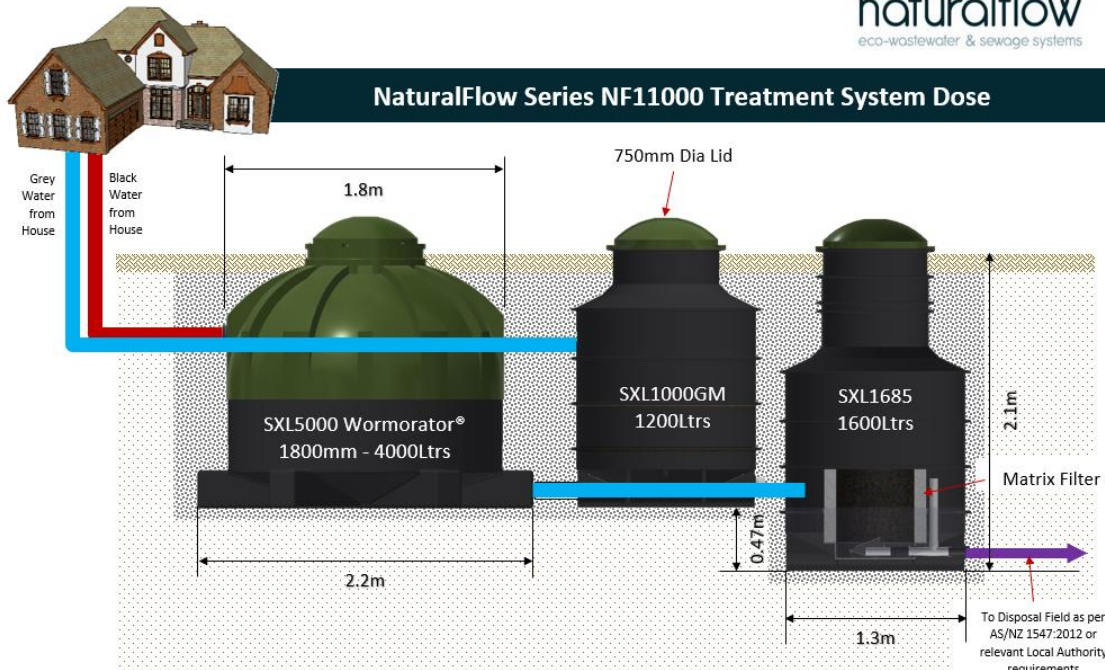 naturalflow
eco-wastewater & sewage systems
NaturalFlow Series NF11000 Treatment System Dose
Grey
Water
from
House
Black
Water
from
House
1.8m
750mm Dia Lid
SXL5000 Wormorator®
1800mm - 4000Ltrs
SXL1000GM
1200Ltrs
SXL1685
1600Ltrs
2.1m
Matrix Filter
0.47m
2.2m
1.3m
To Disposal Field as per
AS/NZ 1547:2012 or
relevant Local Authority
requirements